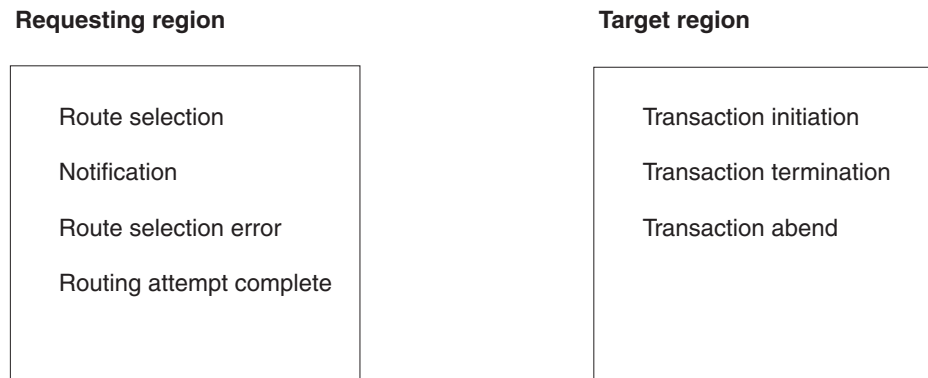 Requesting region
Target region
Route selection
Notification
Route selection error
Routing attempt complete
Transaction initiation
Transaction termination
Transaction abend